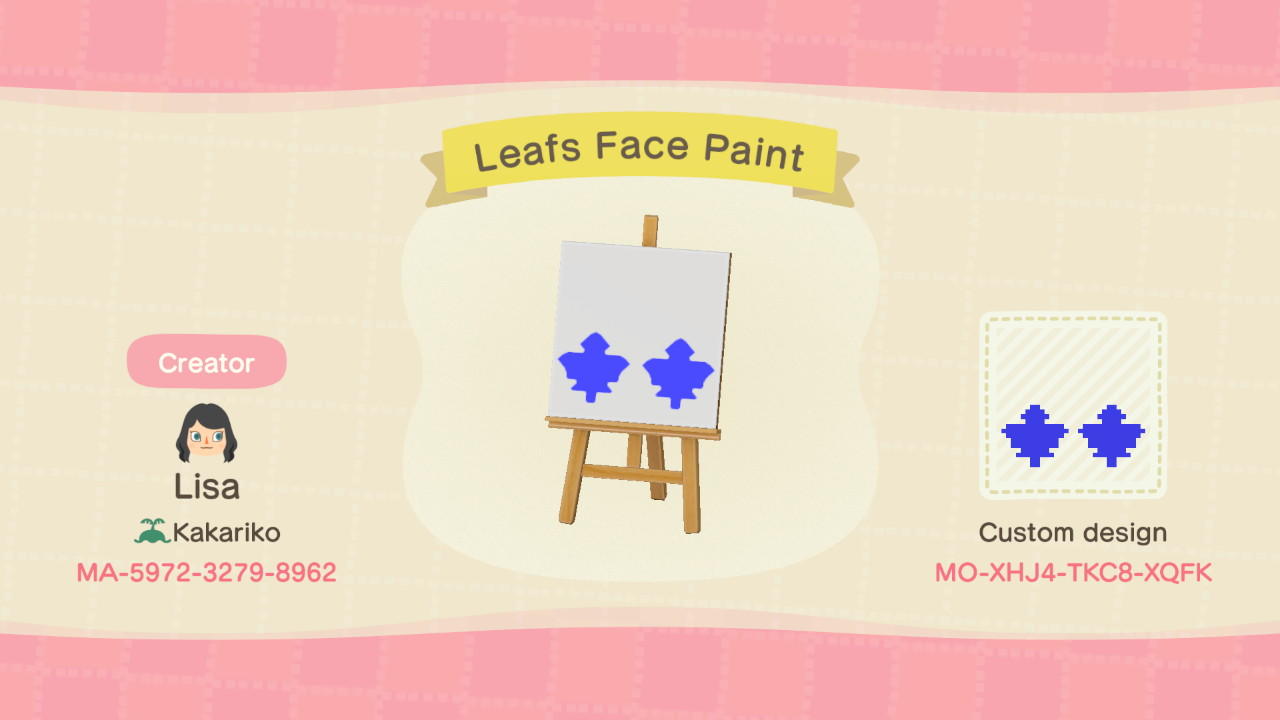 Leafs Face Paint
Creator
Lisa
Kakariko
MA-5972-3279-8962
Custom design
MO-XHJ4-TKC8-XQFK